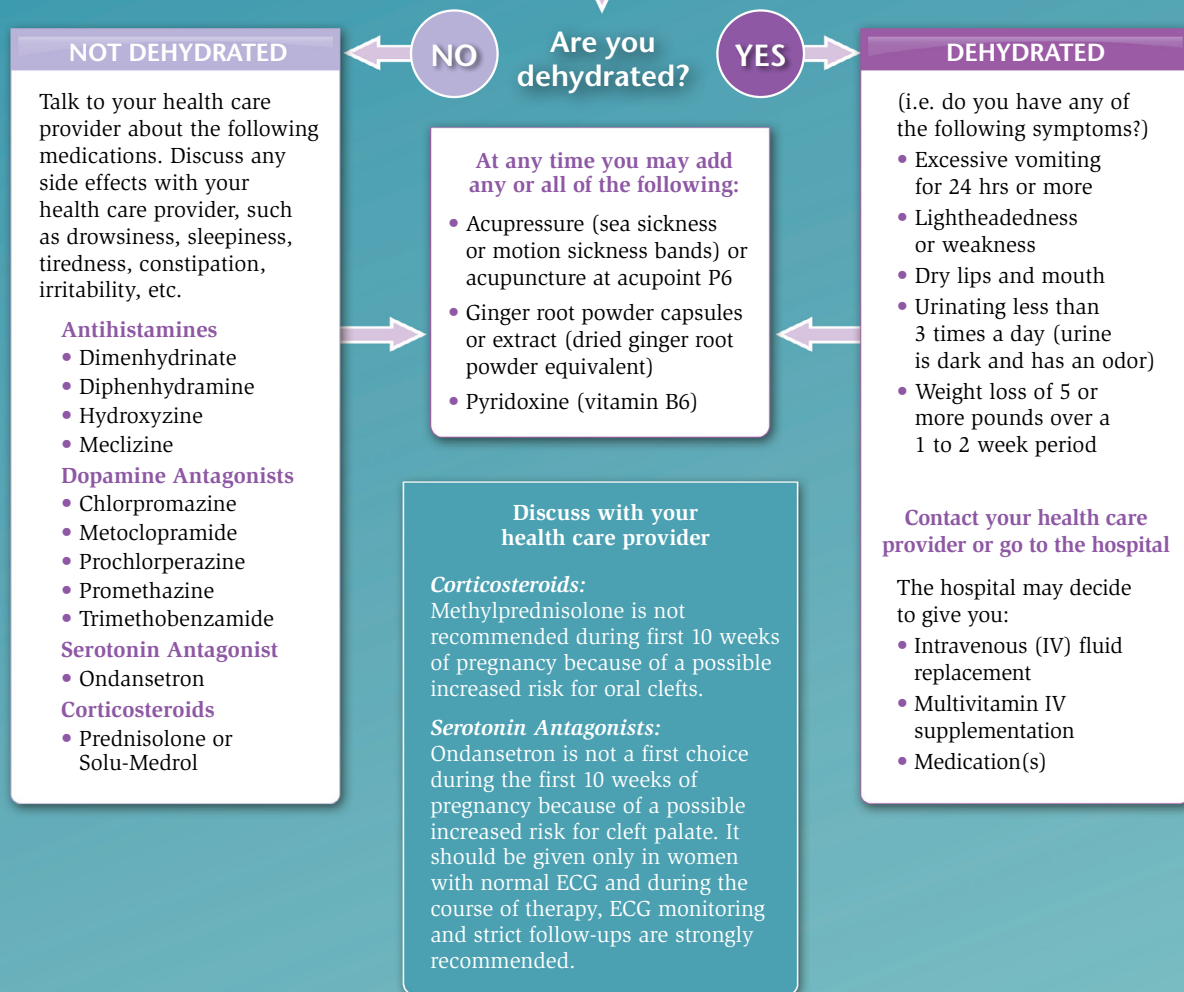 Are you
dehydrated?
NO
YES
NOT DEHYDRATED
Talk to your health care
provider about the following
medications. Discuss any
side effects with your
health care provider, such
as drowsiness, sleepiness,
tiredness, constipation,
irritability, etc.
Antihistamines
• Dimenhydrinate
• Diphenhydramine
• Hydroxyzine
• Meclizine
Dopamine Antagonists
• Chlorpromazine
• Metoclopramide
• Prochlorperazine
• Promethazine
• Trimethobenzamide
Serotonin Antagonist
• Ondansetron
Corticosteroids
• Prednisolone or
Solu-Medrol
At any time you may add
any or all of the following:
• Acupressure (sea sickness
or motion sickness bands) or
acupuncture at acupoint P6
• Ginger root powder capsules
or extract (dried ginger root
powder equivalent)
• Pyridoxine (vitamin B6)
Discuss with your
health care provider
Corticosteroids:
Methylprednisolone is not
recommended during first 10 weeks
of pregnancy because of a possible
increased risk for oral clefts.
Serotonin Antagonists:
Ondansetron is not a first choice
during the first 10 weeks of
pregnancy because of a possible
increased risk for cleft palate. It
should be given only in women
with normal ECG and during the
course of therapy, ECG monitoring
and strict follow-ups are strongly
recommended.
DEHYDRATED
(i.e. do you have any of
the following symptoms?)
• Excessive vomiting
for 24 hrs or more
• Lightheadedness
or weakness
• Dry lips and mouth
• Urinating less than
3 times a day (urine
is dark and has an odor)
• Weight loss of 5 or
more pounds over a
1 to 2 week period
Contact your health care
provider or go to the hospital
The hospital may decide
to give you:
• Intravenous (IV) fluid
replacement
• Multivitamin IV
supplementation
• Medication(s)